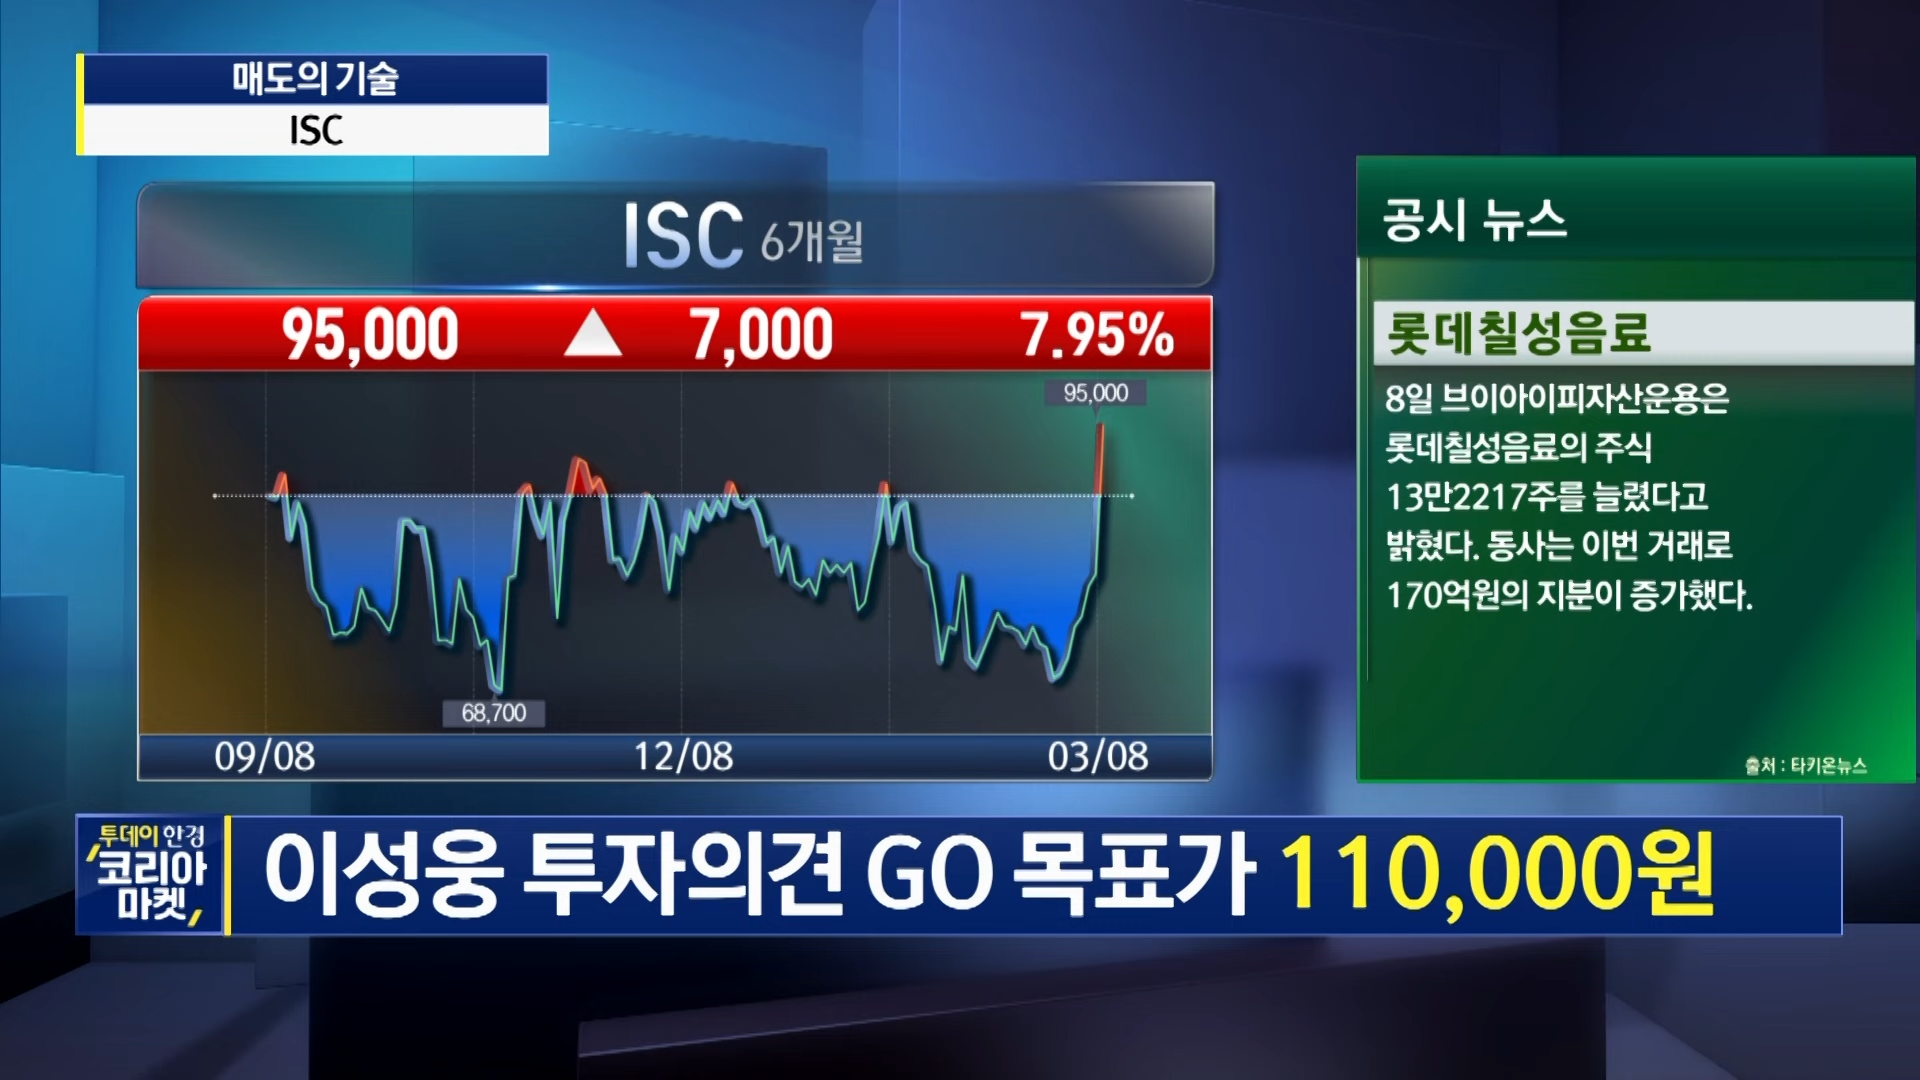 매도의 기술
ISC
ISC 6개월
95,000 ▲ 7,000 7.95%
95,000
68,700
09/08 12/08 03/08
공시 뉴스
롯데칠성음료
8일 브이아이피자산운용은
롯데칠성음료의 주식
13만2217주를 늘렸다고
밝혔다. 동사는 이번 거래로
170억원의 지분이 증가했다.
출처 : 타키온뉴스
투데이 한경
코리아
마켓
이성웅 투자의견 GO 목표가 110,000원